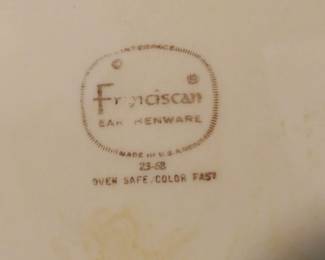 INTERPACE
®
Franciscan
EARTHENWARE
MADE IN U.S.A.
23-68
OVEN SAFE/COLOR FAST